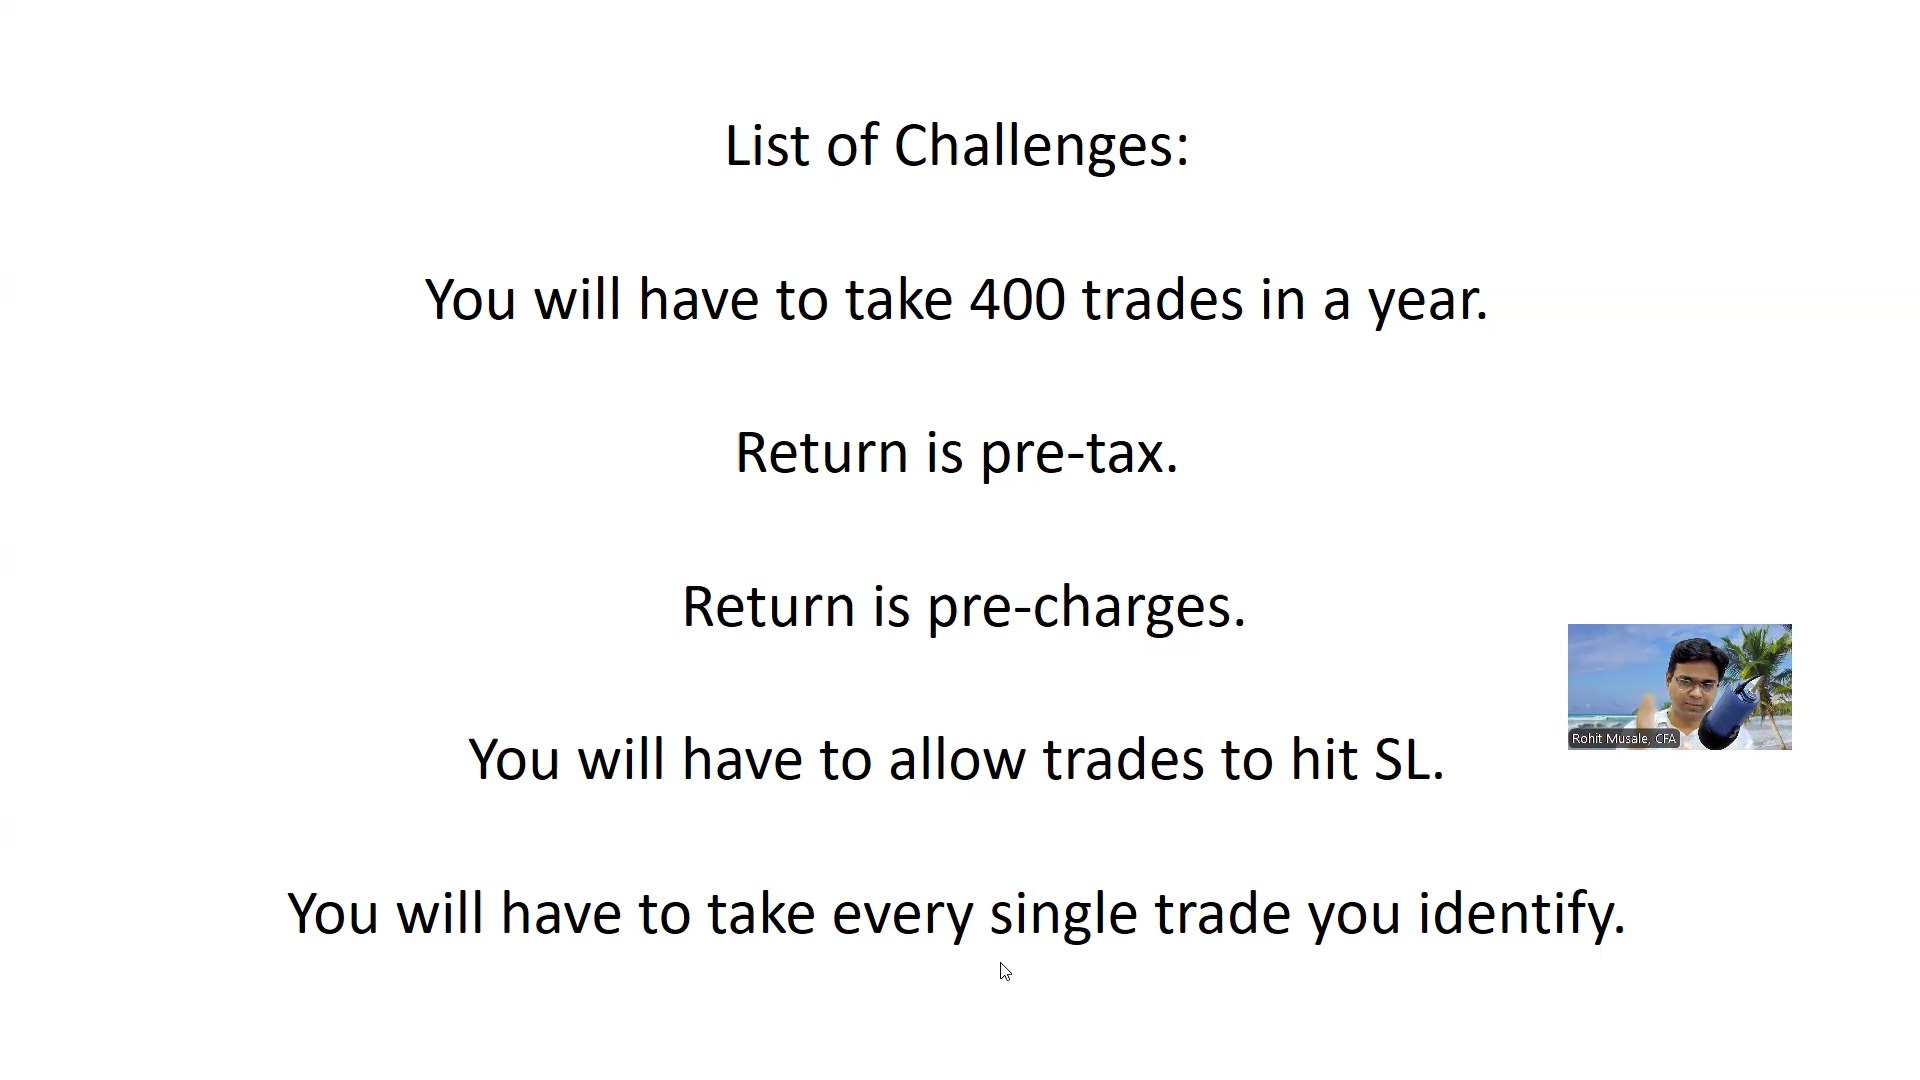 List of Challenges:
You will have to take 400 trades in a year.
Return is pre-tax.
Return is pre-charges.
You will have to allow trades to hit SL.
Rohit Musale, CFA
You will have to take every single trade you identify.